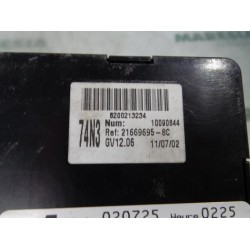 8200213234
74N3
Num: 10090844
Ref: 21669695-8C
GV12.06 11/07/02
020725 Heure 0225